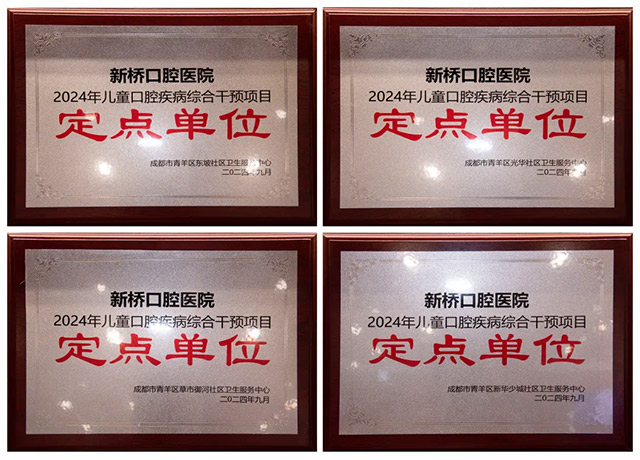 新桥口腔医院
2024年儿童口腔疾病综合干预项目
定点单位
成都市青羊区东坡社区卫生服务中心
二〇二四年九月
新桥口腔医院
2024年儿童口腔疾病综合干预项目
定点单位
成都市青羊区光华社区卫生服务中心
二〇二四年九月
新桥口腔医院
2024年儿童口腔疾病综合干预项目
定点单位
成都市青羊区草市御河社区卫生服务中心
二〇二四年九月
新桥口腔医院
2024年儿童口腔疾病综合干预项目
定点单位
成都市青羊区新华少城社区卫生服务中心
二〇二四年九月